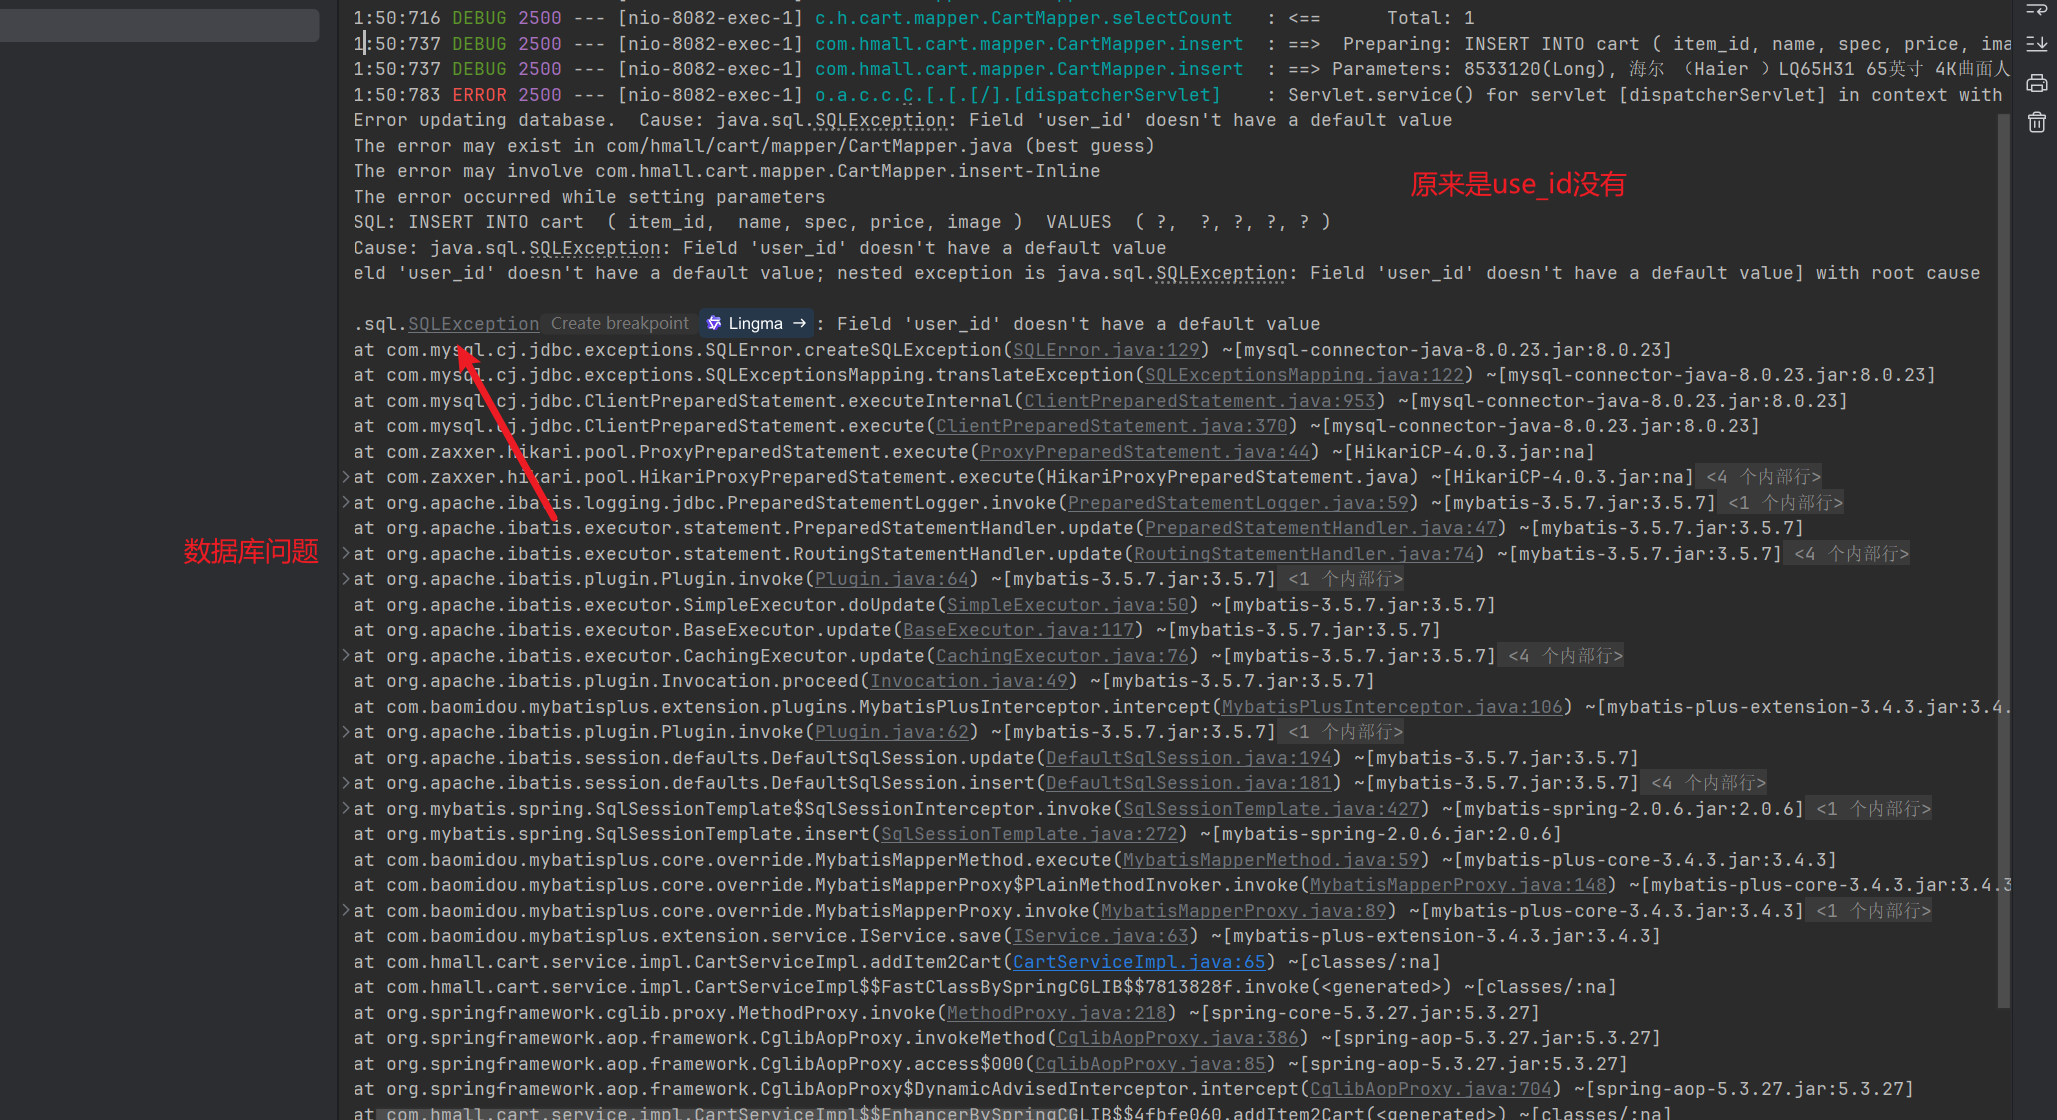 1:50:716 DEBUG 2500 --- [nio-8082-exec-1] c.h.cart.mapper.CartMapper.selectCount   : <==      Total: 1
1:50:737 DEBUG 2500 --- [nio-8082-exec-1] com.hmall.cart.mapper.CartMapper.insert  : ==>  Preparing: INSERT INTO cart ( item_id, name, spec, price, ima
1:50:737 DEBUG 2500 --- [nio-8082-exec-1] com.hmall.cart.mapper.CartMapper.insert  : ==> Parameters: 8533120(Long), 海尔 （Haier ）LQ65H31 65英寸 4K曲面人
1:50:783 ERROR 2500 --- [nio-8082-exec-1] o.a.c.c.C.[.[.[/].[dispatcherServlet]    : Servlet.service() for servlet [dispatcherServlet] in context with
Error updating database.  Cause: java.sql.SQLException: Field 'user_id' doesn't have a default value
The error may exist in com/hmall/cart/mapper/CartMapper.java (best guess)
The error may involve com.hmall.cart.mapper.CartMapper.insert-Inline
原来是use_id没有
The error occurred while setting parameters
SQL: INSERT INTO cart  ( item_id,  name, spec, price, image )  VALUES  ( ?,  ?, ?, ?, ? )
Cause: java.sql.SQLException: Field 'user_id' doesn't have a default value
eld 'user_id' doesn't have a default value; nested exception is java.sql.SQLException: Field 'user_id' doesn't have a default value] with root cause
.sql.SQLException Create breakpoint Lingma → : Field 'user_id' doesn't have a default value
at com.mysql.cj.jdbc.exceptions.SQLError.createSQLException(SQLError.java:129) ~[mysql-connector-java-8.0.23.jar:8.0.23]
at com.mysql.cj.jdbc.exceptions.SQLExceptionsMapping.translateException(SQLExceptionsMapping.java:122) ~[mysql-connector-java-8.0.23.jar:8.0.23]
at com.mysql.cj.jdbc.ClientPreparedStatement.executeInternal(ClientPreparedStatement.java:953) ~[mysql-connector-java-8.0.23.jar:8.0.23]
at com.mysql.cj.jdbc.ClientPreparedStatement.execute(ClientPreparedStatement.java:370) ~[mysql-connector-java-8.0.23.jar:8.0.23]
at com.zaxxer.hikari.pool.ProxyPreparedStatement.execute(ProxyPreparedStatement.java:44) ~[HikariCP-4.0.3.jar:na]
at com.zaxxer.hikari.pool.HikariProxyPreparedStatement.execute(HikariProxyPreparedStatement.java) ~[HikariCP-4.0.3.jar:na] <4 个内部行>
at org.apache.ibatis.logging.jdbc.PreparedStatementLogger.invoke(PreparedStatementLogger.java:59) ~[mybatis-3.5.7.jar:3.5.7] <1 个内部行>
at org.apache.ibatis.executor.statement.PreparedStatementHandler.update(PreparedStatementHandler.java:47) ~[mybatis-3.5.7.jar:3.5.7]
数据库问题
at org.apache.ibatis.executor.statement.RoutingStatementHandler.update(RoutingStatementHandler.java:74) ~[mybatis-3.5.7.jar:3.5.7] <4 个内部行>
at org.apache.ibatis.plugin.Plugin.invoke(Plugin.java:64) ~[mybatis-3.5.7.jar:3.5.7] <1 个内部行>
at org.apache.ibatis.executor.SimpleExecutor.doUpdate(SimpleExecutor.java:50) ~[mybatis-3.5.7.jar:3.5.7]
at org.apache.ibatis.executor.BaseExecutor.update(BaseExecutor.java:117) ~[mybatis-3.5.7.jar:3.5.7]
at org.apache.ibatis.executor.CachingExecutor.update(CachingExecutor.java:76) ~[mybatis-3.5.7.jar:3.5.7] <4 个内部行>
at org.apache.ibatis.plugin.Invocation.proceed(Invocation.java:49) ~[mybatis-3.5.7.jar:3.5.7]
at com.baomidou.mybatisplus.extension.plugins.MybatisPlusInterceptor.intercept(MybatisPlusInterceptor.java:106) ~[mybatis-plus-extension-3.4.3.jar:3.4.
at org.apache.ibatis.plugin.Plugin.invoke(Plugin.java:62) ~[mybatis-3.5.7.jar:3.5.7] <1 个内部行>
at org.apache.ibatis.session.defaults.DefaultSqlSession.update(DefaultSqlSession.java:194) ~[mybatis-3.5.7.jar:3.5.7]
at org.apache.ibatis.session.defaults.DefaultSqlSession.insert(DefaultSqlSession.java:181) ~[mybatis-3.5.7.jar:3.5.7] <4 个内部行>
at org.mybatis.spring.SqlSessionTemplate$SqlSessionInterceptor.invoke(SqlSessionTemplate.java:427) ~[mybatis-spring-2.0.6.jar:2.0.6] <1 个内部行>
at org.mybatis.spring.SqlSessionTemplate.insert(SqlSessionTemplate.java:272) ~[mybatis-spring-2.0.6.jar:2.0.6]
at com.baomidou.mybatisplus.core.override.MybatisMapperMethod.execute(MybatisMapperMethod.java:59) ~[mybatis-plus-core-3.4.3.jar:3.4.3]
at com.baomidou.mybatisplus.core.override.MybatisMapperProxy$PlainMethodInvoker.invoke(MybatisMapperProxy.java:148) ~[mybatis-plus-core-3.4.3.jar:3.4.3
at com.baomidou.mybatisplus.core.override.MybatisMapperProxy.invoke(MybatisMapperProxy.java:89) ~[mybatis-plus-core-3.4.3.jar:3.4.3] <1 个内部行>
at com.baomidou.mybatisplus.extension.service.IService.save(IService.java:63) ~[mybatis-plus-extension-3.4.3.jar:3.4.3]
at com.hmall.cart.service.impl.CartServiceImpl.addItem2Cart(CartServiceImpl.java:65) ~[classes/:na]
at com.hmall.cart.service.impl.CartServiceImpl$$FastClassBySpringCGLIB$$7813828f.invoke(<generated>) ~[classes/:na]
at org.springframework.cglib.proxy.MethodProxy.invoke(MethodProxy.java:218) ~[spring-core-5.3.27.jar:5.3.27]
at org.springframework.aop.framework.CglibAopProxy.invokeMethod(CglibAopProxy.java:386) ~[spring-aop-5.3.27.jar:5.3.27]
at org.springframework.aop.framework.CglibAopProxy.access$000(CglibAopProxy.java:85) ~[spring-aop-5.3.27.jar:5.3.27]
at org.springframework.aop.framework.CglibAopProxy$DynamicAdvisedInterceptor.intercept(CglibAopProxy.java:704) ~[spring-aop-5.3.27.jar:5.3.27]
at com.hmall.cart.service.impl.CartServiceImpl$$EnhancerBySpringCGLIB$$4fbfe060.addItem2Cart(<generated>) ~[classes/:na]